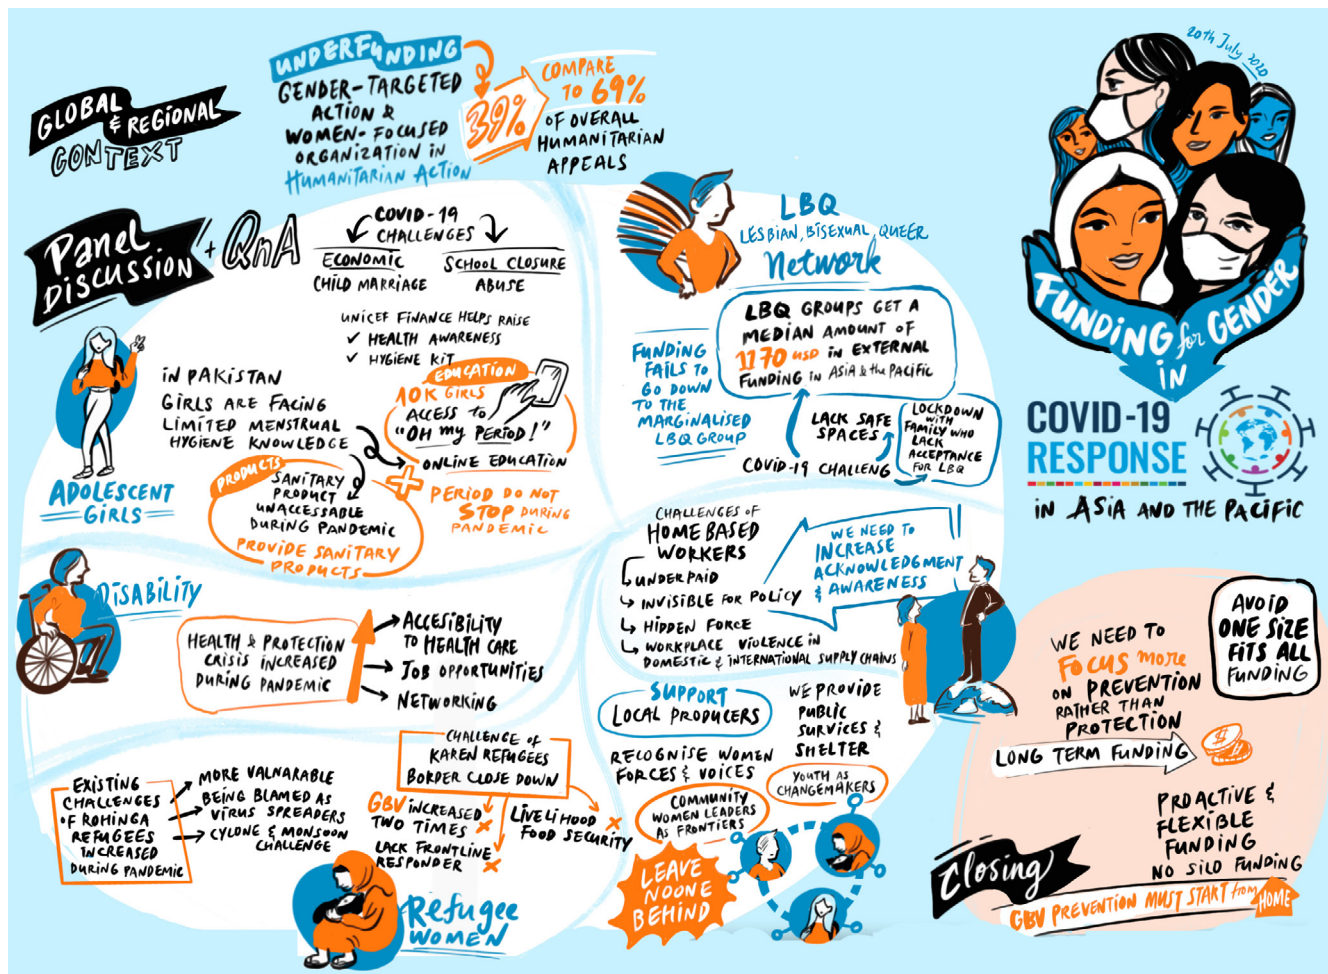 GLOBAL
& REGIONAL
CONTEXT
UNDERFUNDING
GENDER-TARGETED
ACTION &
WOMEN-FOCUSED
ORGANIZATION IN
HUMANITARIAN ACTION
39%
COMPARE
TO 69%
OF OVERALL
HUMANITARIAN
APPEALS
20th July 2020
FUNDING for GENDER
IN
COVID-19
RESPONSE
IN ASIA AND THE PACIFIC
Panel
DISCUSSION
+ QnA
COVID-19
CHALLENGES
ECONOMIC
CHILD MARRIAGE
SCHOOL CLOSURE
ABUSE
UNICEF FINANCE HELPS RAISE
✓ HEALTH AWARENESS
✓ HYGIENE KIT
IN PAKISTAN
GIRLS ARE FACING
LIMITED MENSTRUAL
HYGIENE KNOWLEDGE
EDUCATION
10K GIRLS
ACCESS to
"OH my PERIOD!"
ONLINE EDUCATION
PRODUCTS
SANITARY
PRODUCT
UNACCESSABLE
DURING PANDEMIC
PROVIDE SANITARY
PRODUCTS
+
PERIOD DO NOT
STOP DURING
PANDEMIC
ADOLESCENT
GIRLS
LBQ
LESBIAN, BISEXUAL, QUEER
Network
LBQ GROUPS GET A
MEDIAN AMOUNT OF
1170 USD IN EXTERNAL
FUNDING IN ASIA & the PACIFIC
FUNDING
FAILS TO
GO DOWN
TO THE
MARGINALISED
LBQ GROUP
LACK SAFE
SPACES
LOCKDOWN
WITH
FAMILY WHO
LACK
ACCEPTANCE
FOR LBQ
COVID-19 CHALLENG
DISABILITY
HEALTH & PROTECTION
CRISIS INCREASED
DURING PANDEMIC
ACCESIBILITY
TO HEALTH CARE
JOB OPPORTUNITIES
NETWORKING
CHALLENGES OF
HOME BASED
WORKERS
UNDERPAID
INVISIBLE FOR POLICY
HIDDEN FORCE
WORKPLACE VIOLENCE IN
DOMESTIC & INTERNATIONAL SUPPLY CHAINS
WE NEED TO
INCREASE
ACKNOWLEDGMENT
& AWARENESS
SUPPORT
LOCAL PRODUCERS
WE PROVIDE
PUBLIC
SURVICES &
SHELTER
RECOGNISE WOMEN
FORCES & VOICES
YOUTH AS
CHANGEMAKERS
COMMUNITY
WOMEN LEADERS
AS FRONTIERS
LEAVE
NOONE
BEHIND
EXISTING
CHALLENGES
OF ROHINGA
REFUGEES
INCREASED
DURING PANDEMIC
MORE VALNARABLE
BEING BLAMED AS
VIRUS SPREADERS
CYLONE & MONSOON
CHALLENGE
CHALLENGE OF
KAREN REFUGEES
BORDER CLOSE DOWN
GBV INCREASED
TWO TIMES
LACK FRONTLINE
RESPONDER
LIVELIHOOD
FOOD SECURITY
Refugee
WOMEN
WE NEED TO
FOCUS more
ON PREVENTION
RATHER THAN
PROTECTION
AVOID
ONE SIZE
FITS ALL
FUNDING
LONG TERM FUNDING
PROACTIVE &
FLEXIBLE
FUNDING
NO SILO FUNDING
Closing
GBV PREVENTION MUST START from HOME